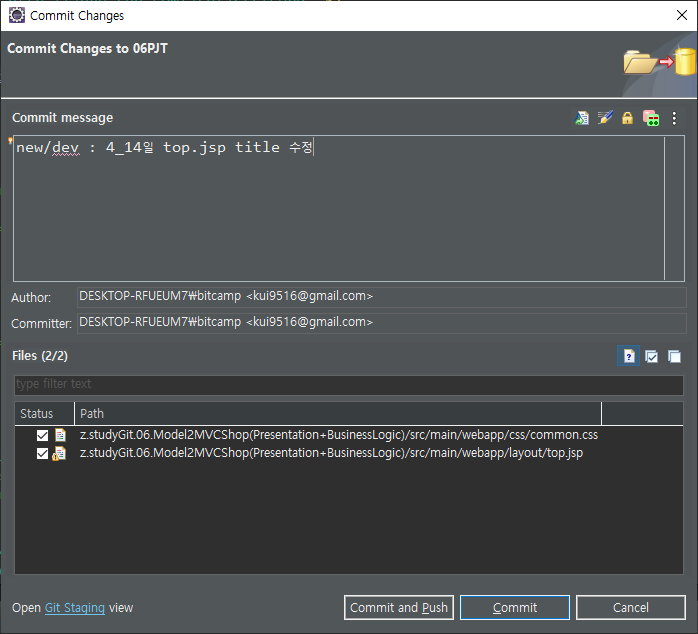 Commit Changes
Commit Changes to 06PJT
Commit message
new/dev : 4_14일 top.jsp title 수정
Author: DESKTOP-RFUEUM7₩bitcamp <kui9516@gmail.com>
Committer: DESKTOP-RFUEUM7₩bitcamp <kui9516@gmail.com>
Files (2/2)
type filter text
Status Path
z.studyGit.06.Model2MVCShop(Presentation+BusinessLogic)/src/main/webapp/css/common.css
z.studyGit.06.Model2MVCShop(Presentation+BusinessLogic)/src/main/webapp/layout/top.jsp
Open Git Staging view Commit and Push Commit Cancel